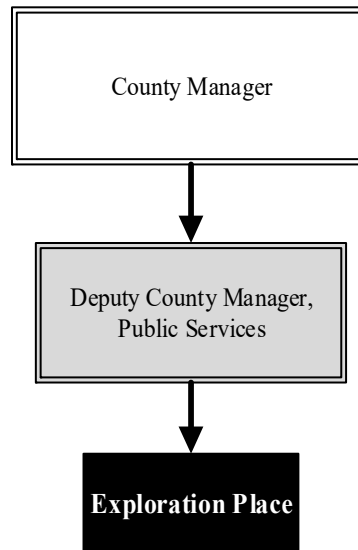 County Manager
Deputy County Manager,
Public Services
Exploration Place